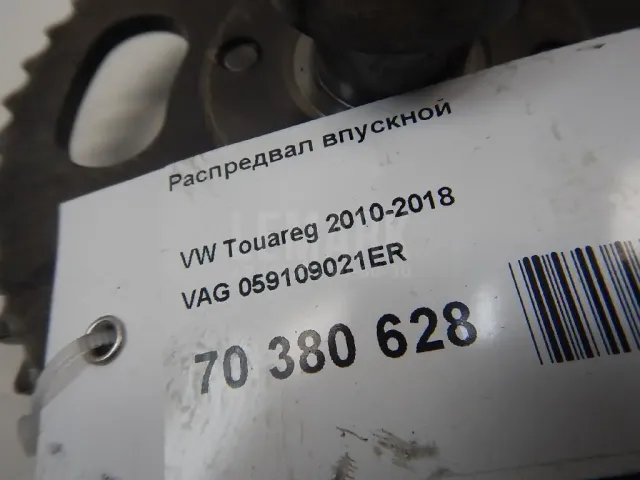 Распредвал впускной
VW Touareg 2010-2018
VAG 059109021ER
70 380 628